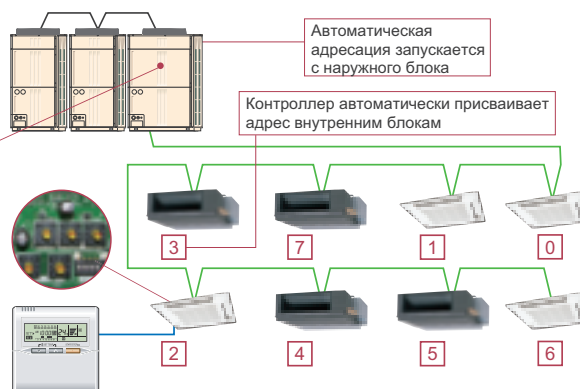 Автоматическая
адресация запускается
с наружного блока
Контроллер автоматически присваивает
адрес внутренним блокам
3 7 1 0
2 4 5 6